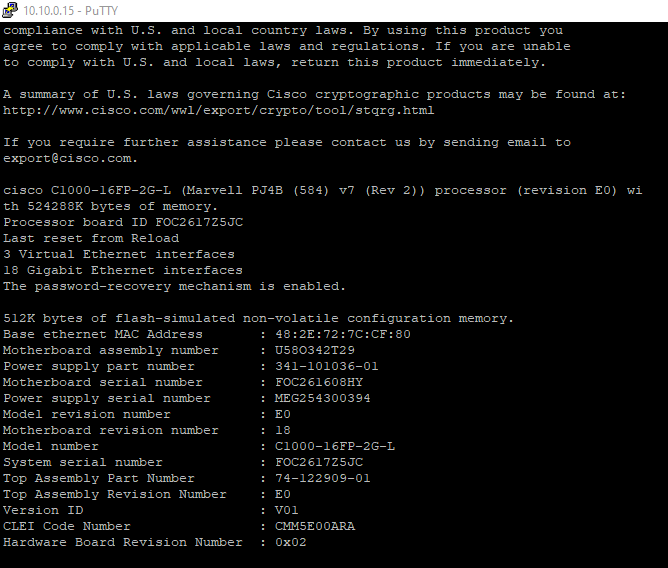 10.10.0.15 - PuTTY
compliance with U.S. and local country laws. By using this product you
agree to comply with applicable laws and regulations. If you are unable
to comply with U.S. and local laws, return this product immediately.
A summary of U.S. laws governing Cisco cryptographic products may be found at:
http://www.cisco.com/wwl/export/crypto/tool/stqrg.html
If you require further assistance please contact us by sending email to
export@cisco.com.
cisco C1000-16FP-2G-L (Marvell PJ4B (584) v7 (Rev 2)) processor (revision E0) wi
th 524288K bytes of memory.
Processor board ID FOC2617Z5JC
Last reset from Reload
3 Virtual Ethernet interfaces
18 Gigabit Ethernet interfaces
The password-recovery mechanism is enabled.
512K bytes of flash-simulated non-volatile configuration memory.
Base ethernet MAC Address       : 48:2E:72:7C:CF:80
Motherboard assembly number     : U58O342T29
Power supply part number        : 341-101036-01
Motherboard serial number       : FOC261608HY
Power supply serial number      : MEG254300394
Model revision number           : E0
Motherboard revision number     : 18
Model number                    : C1000-16FP-2G-L
System serial number            : FOC2617Z5JC
Top Assembly Part Number        : 74-122909-01
Top Assembly Revision Number    : E0
Version ID                      : V01
CLEI Code Number                : CMM5E00ARA
Hardware Board Revision Number  : 0x02